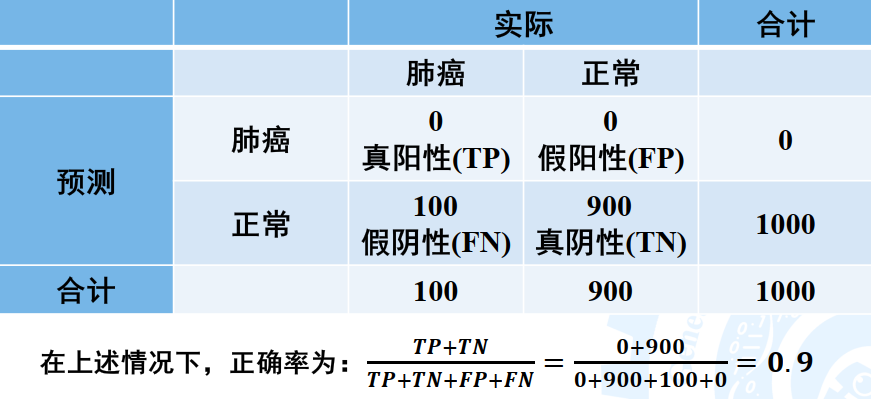 实际 合计
肺癌 正常
预测 肺癌 0 0 0
真阳性(TP) 假阳性(FP)
正常 100 900 1000
假阴性(FN) 真阴性(TN)
合计 100 900 1000
在上述情况下，正确率为： TP+TN / TP+TN+FP+FN = 0+900 / 0+900+100+0 = 0.9